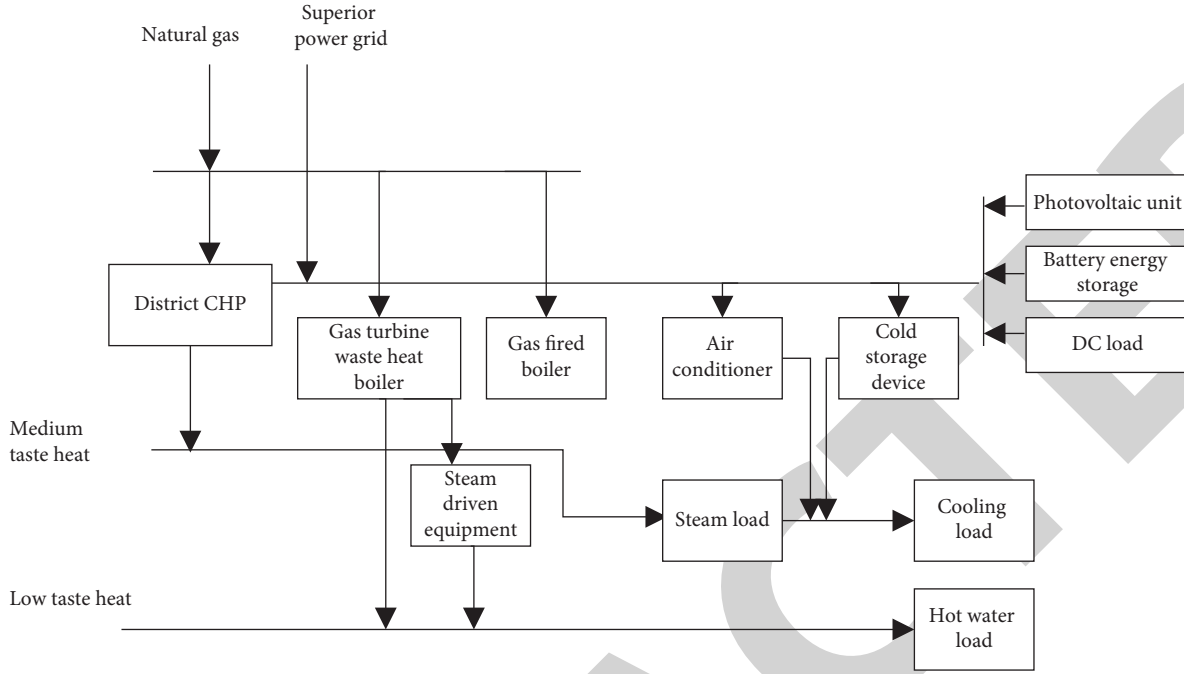 Natural gas
Superior
power grid
Photovoltaic unit
Battery energy
storage
DC load
District CHP
Gas turbine
waste heat
boiler
Gas fired
boiler
Air
conditioner
Cold
storage
device
Medium
taste heat
Steam
driven
equipment
Steam load
Cooling
load
Low taste heat
Hot water
load